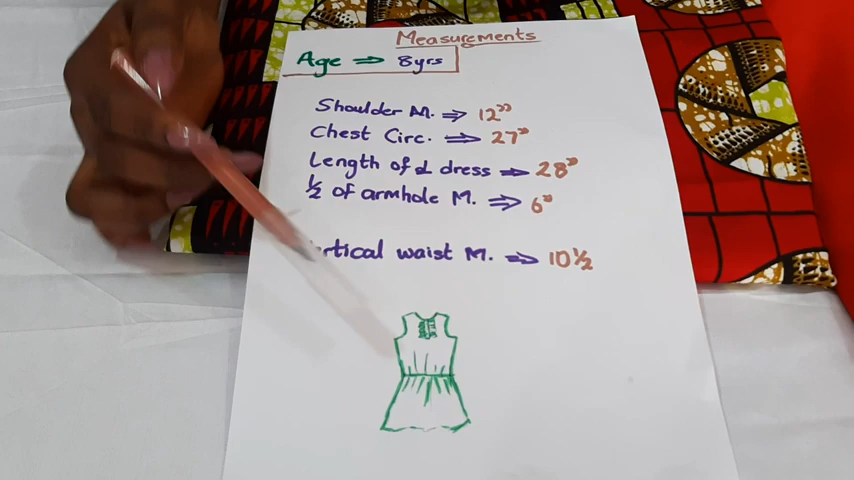 Measurements
Age ⇒ 8yrs
Shoulder M. ⇒ 12"
Chest Circ. ⇒ 27"
Length of d dress ⇒ 28"
½ of armhole M. ⇒ 6"
rtical waist M. ⇒ 10½